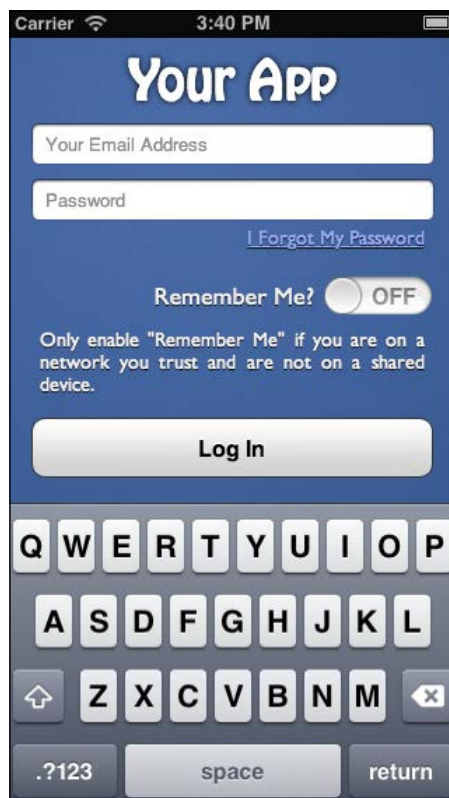 Carrier 3:40 PM
Your App
Your Email Address
Password
I Forgot My Password
Remember Me? OFF
Only enable "Remember Me" if you are on a
network you trust and are not on a shared
device.
Log In
Q W E R T Y U I O P
A S D F G H J K L
Z X C V B N M
.?123 space return